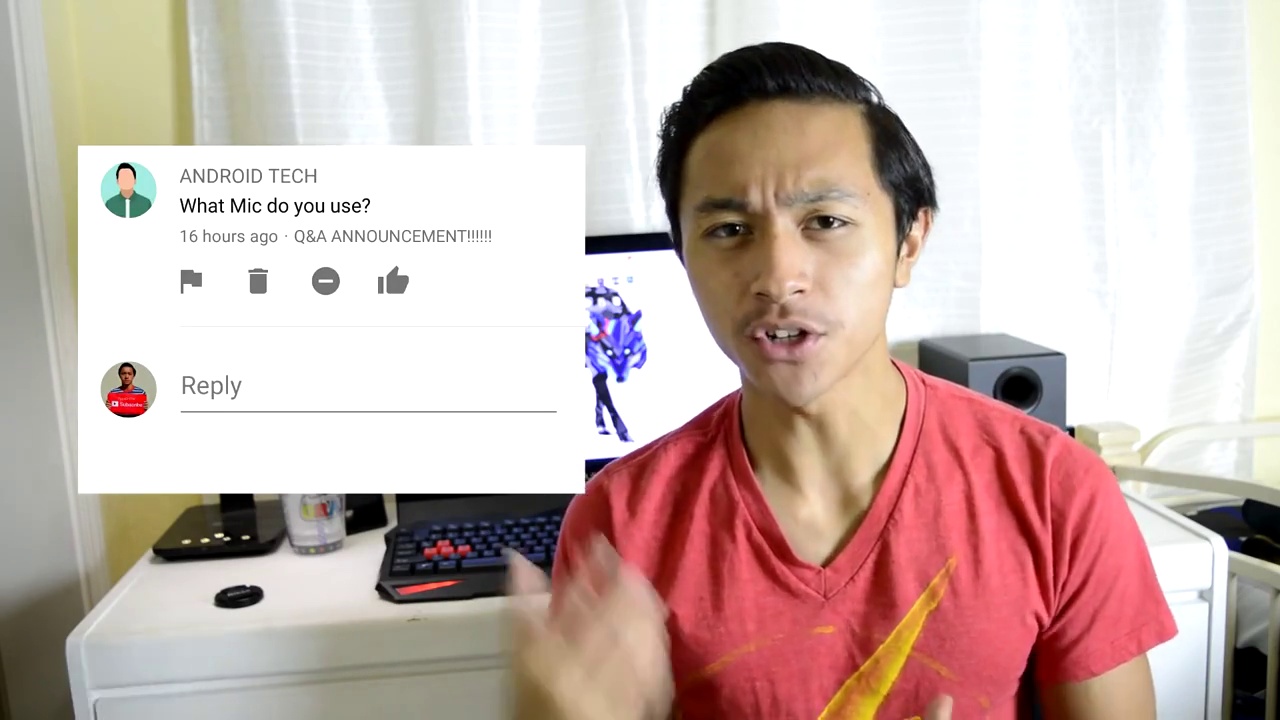 ANDROID TECH
What Mic do you use?
16 hours ago · Q&A ANNOUNCEMENT!!!!!!
Reply